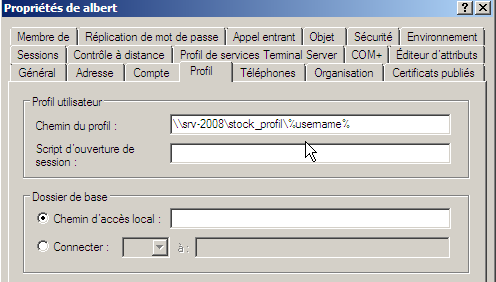 Propriétés de albert
Membre de Réplication de mot de passe Appel entrant Objet Sécurité Environnement
Sessions Contrôle à distance Profil de services Terminal Server COM+ Éditeur d'attributs
Général Adresse Compte Profil Téléphones Organisation Certificats publiés
Profil utilisateur
Chemin du profil : \\srv-2008\stock_profil\%username%
Script d'ouverture de
session :
Dossier de base
Chemin d'accès local :
Connecter : à :